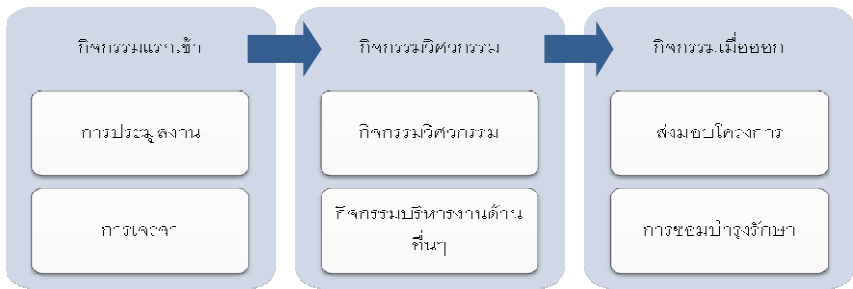 กิจกรรมแรกเข้า
การประมูลงาน
การเจรจา
กิจกรรมวิศวกรรม
กิจกรรมวิศวกรรม
กิจกรรมบริหารงานด้าน
อื่นๆ
กิจกรรมเมื่อออก
ส่งมอบโครงการ
การซ่อมบำรุงรักษา